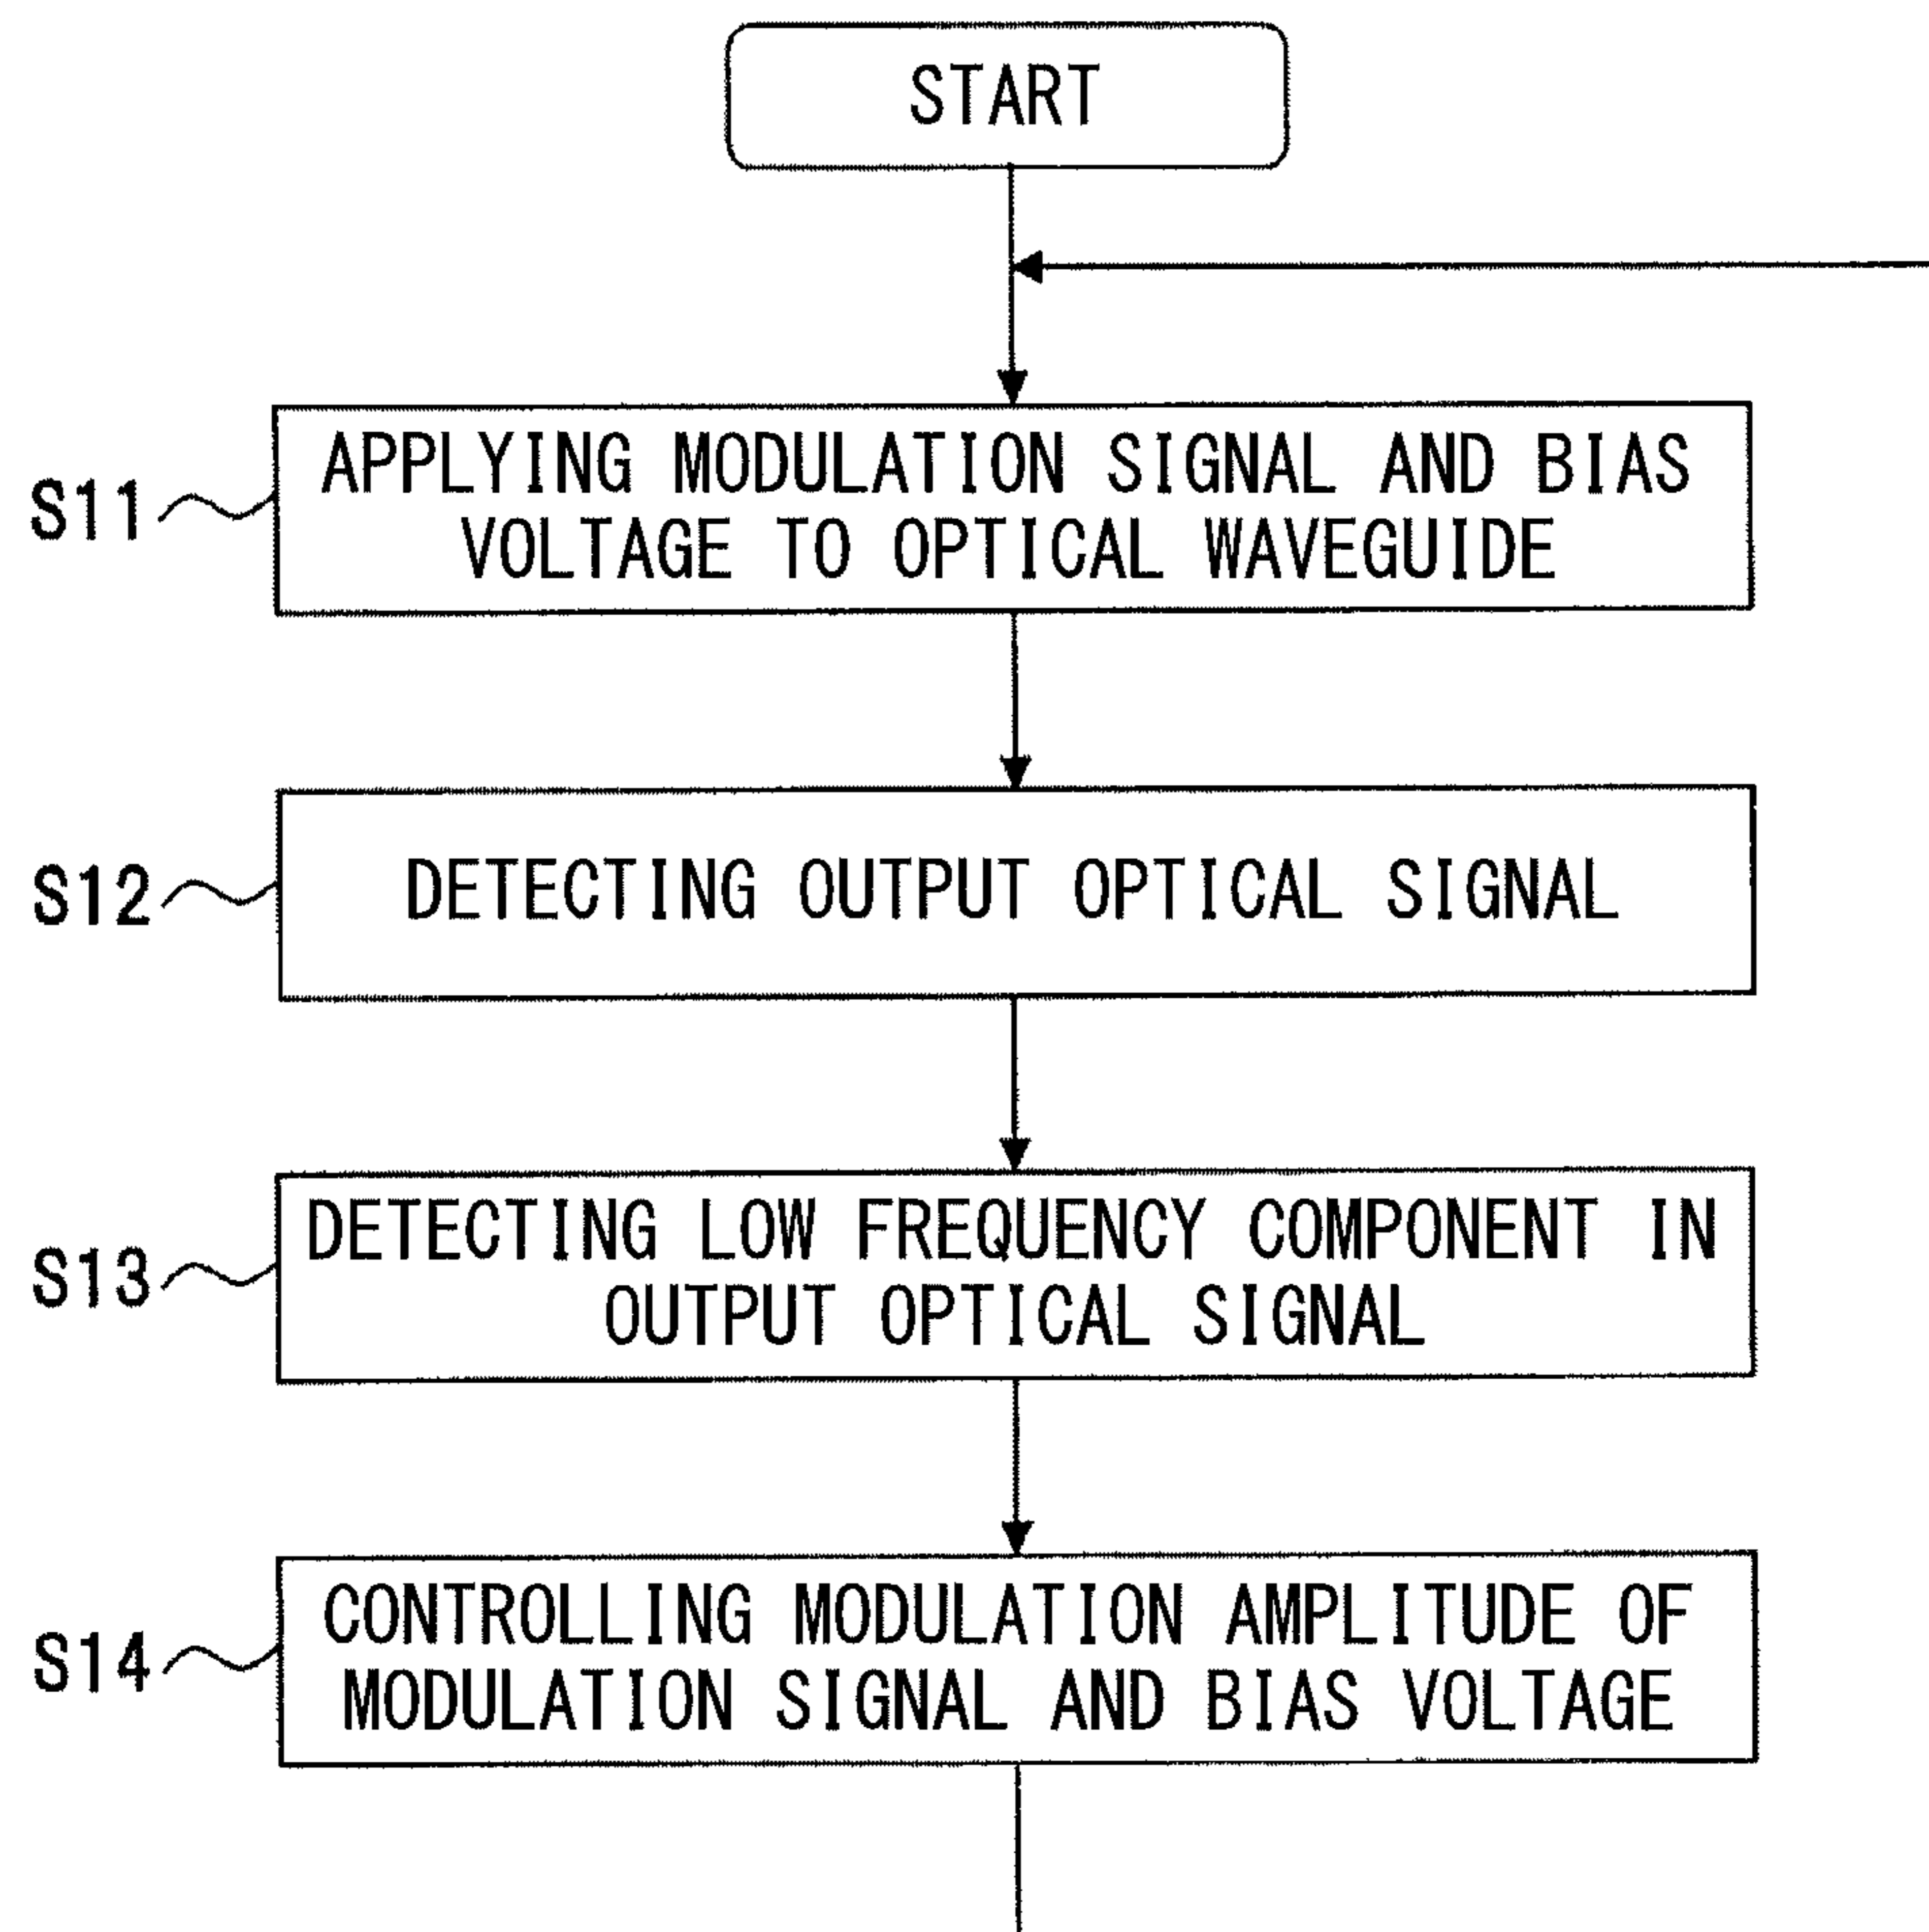 START
S11
APPLYING MODULATION SIGNAL AND BIAS
VOLTAGE TO OPTICAL WAVEGUIDE
S12
DETECTING OUTPUT OPTICAL SIGNAL
S13
DETECTING LOW FREQUENCY COMPONENT IN
OUTPUT OPTICAL SIGNAL
S14
CONTROLLING MODULATION AMPLITUDE OF
MODULATION SIGNAL AND BIAS VOLTAGE